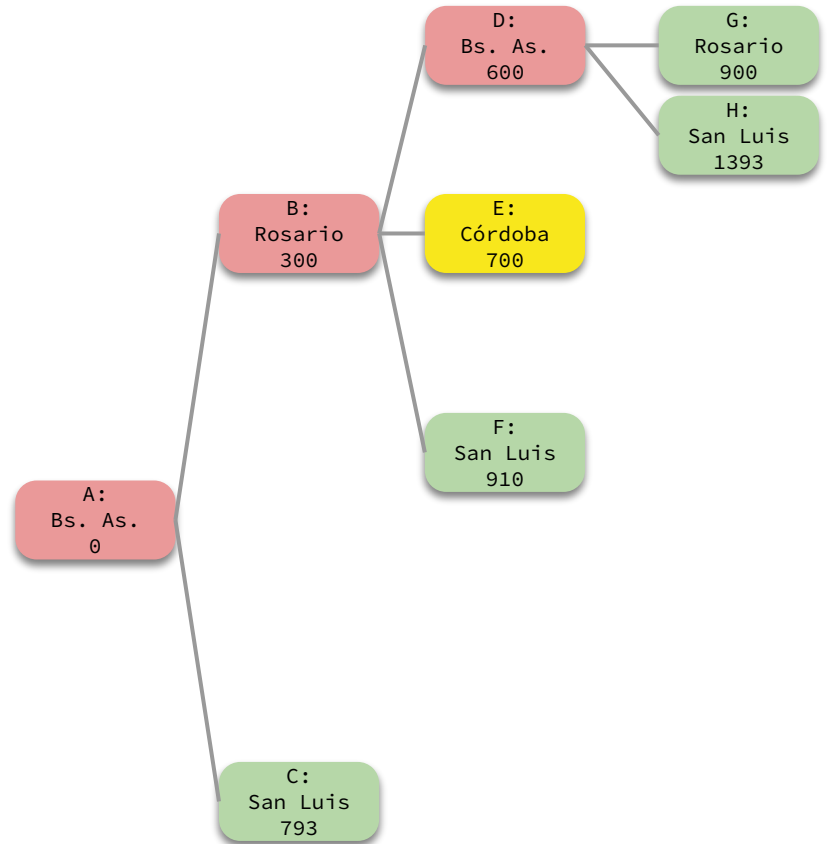 D:
Bs. As.
600
G:
Rosario
900
H:
San Luis
1393
B:
Rosario
300
E:
Córdoba
700
F:
San Luis
910
A:
Bs. As.
0
C:
San Luis
793